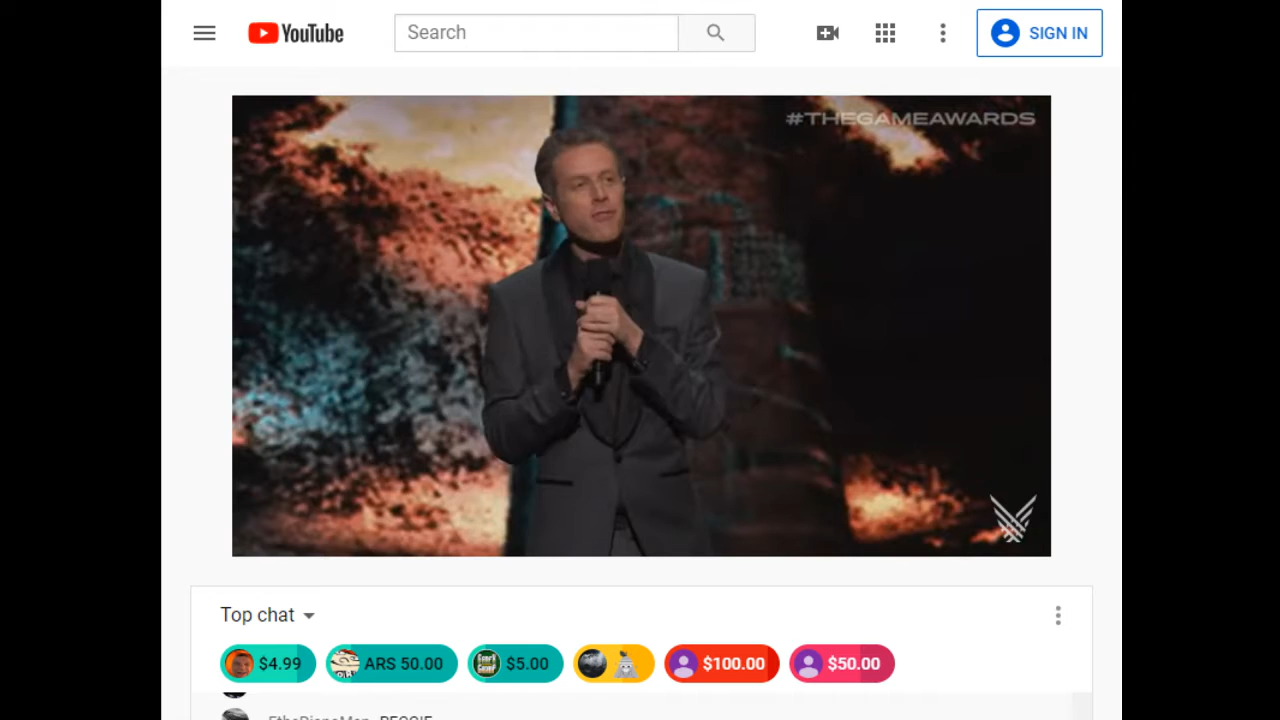 YouTube
Search
SIGN IN
#THEGAMEAWARDS
Top chat
$4.99
ARS 50.00
$5.00
$100.00
$50.00